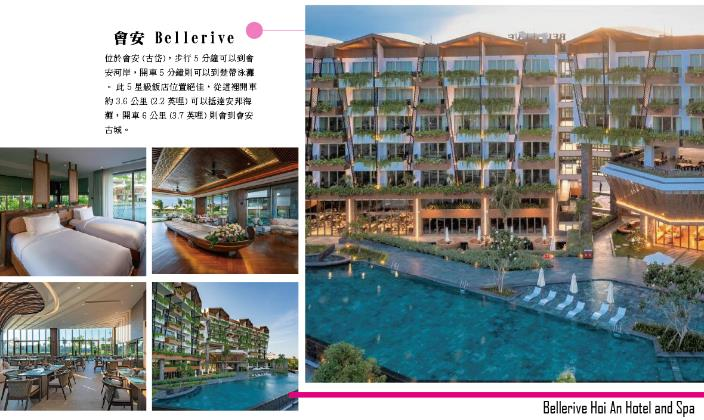 會安 Bellerive
位於會安 (古岱)，步行 5 分鐘可以到會
安河岸，開車 5 分鐘則可以到楚帶泳灘
。此 5 星級飯店位置絕佳，從這裡開車
約 3.6 公里 (2.2 英哩) 可以抵達安邦海
灘，開車 6 公里 (3.7 英哩) 則會到會安
古城。
BELLERIVE
Bellerive Hoi An Hotel and Spa